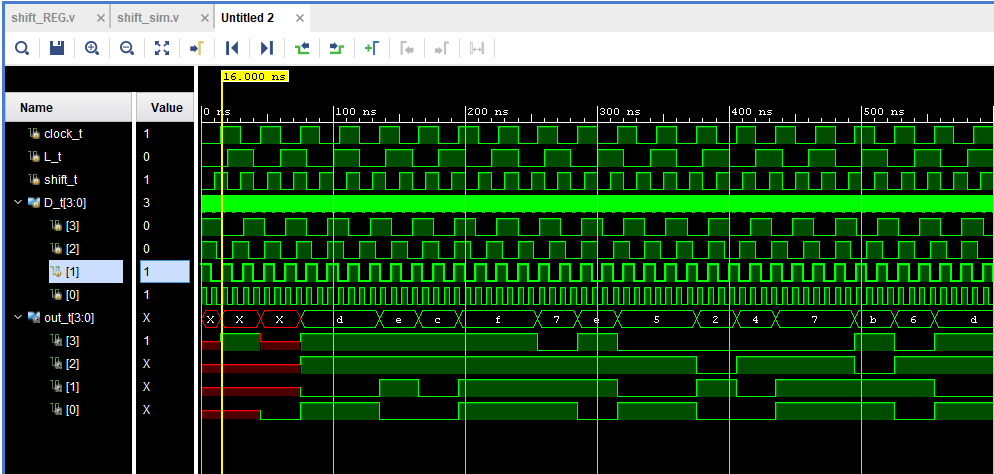 shift_REG.v × shift_sim.v × Untitled 2 ×
16.000 ns
Name Value
0 ns 100 ns 200 ns 300 ns 400 ns 500 ns
clock_t 1
L_t 0
shift_t 1
D_t[3:0] 3
[3] 0
[2] 0
[1] 1
[0] 1
out_t[3:0] X X X X d e c f 7 e 5 2 4 7 b 6 d
[3] 1
[2] X
[1] X
[0] X